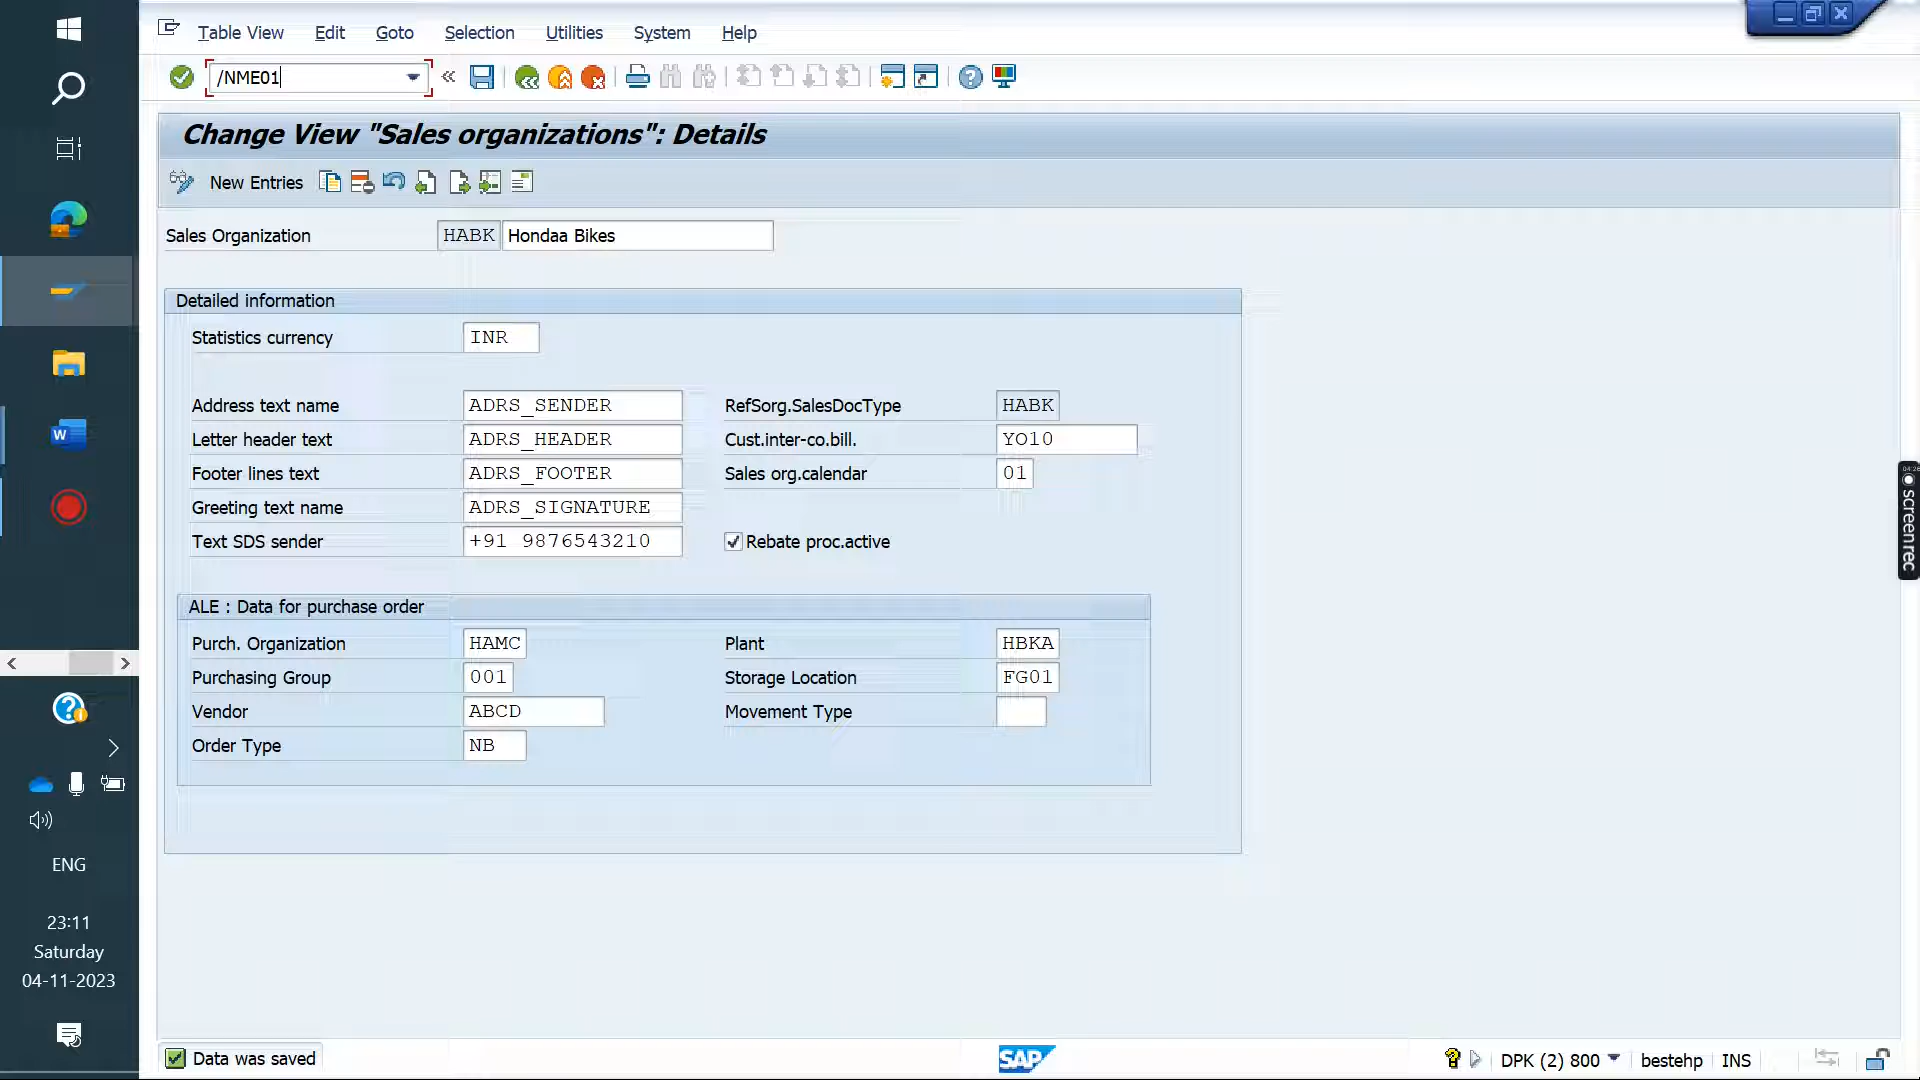 Table View Edit Goto Selection Utilities System Help
/NME01
Change View "Sales organizations": Details
New Entries
Sales Organization HABK Hondaa Bikes
Detailed information
Statistics currency INR
Address text name ADRS_SENDER RefSorg.SalesDocType HABK
Letter header text ADRS_HEADER Cust.inter-co.bill. YO10
Footer lines text ADRS_FOOTER Sales org.calendar 01
Greeting text name ADRS_SIGNATURE
Text SDS sender +91 9876543210 Rebate proc.active
ALE : Data for purchase order
Purch. Organization HAMC Plant HBKA
Purchasing Group 001 Storage Location FG01
Vendor ABCD Movement Type
Order Type NB
Data was saved
SAP
DPK (2) 800 bestehp INS
W
ENG
23:11
Saturday
04-11-2023
screenrec